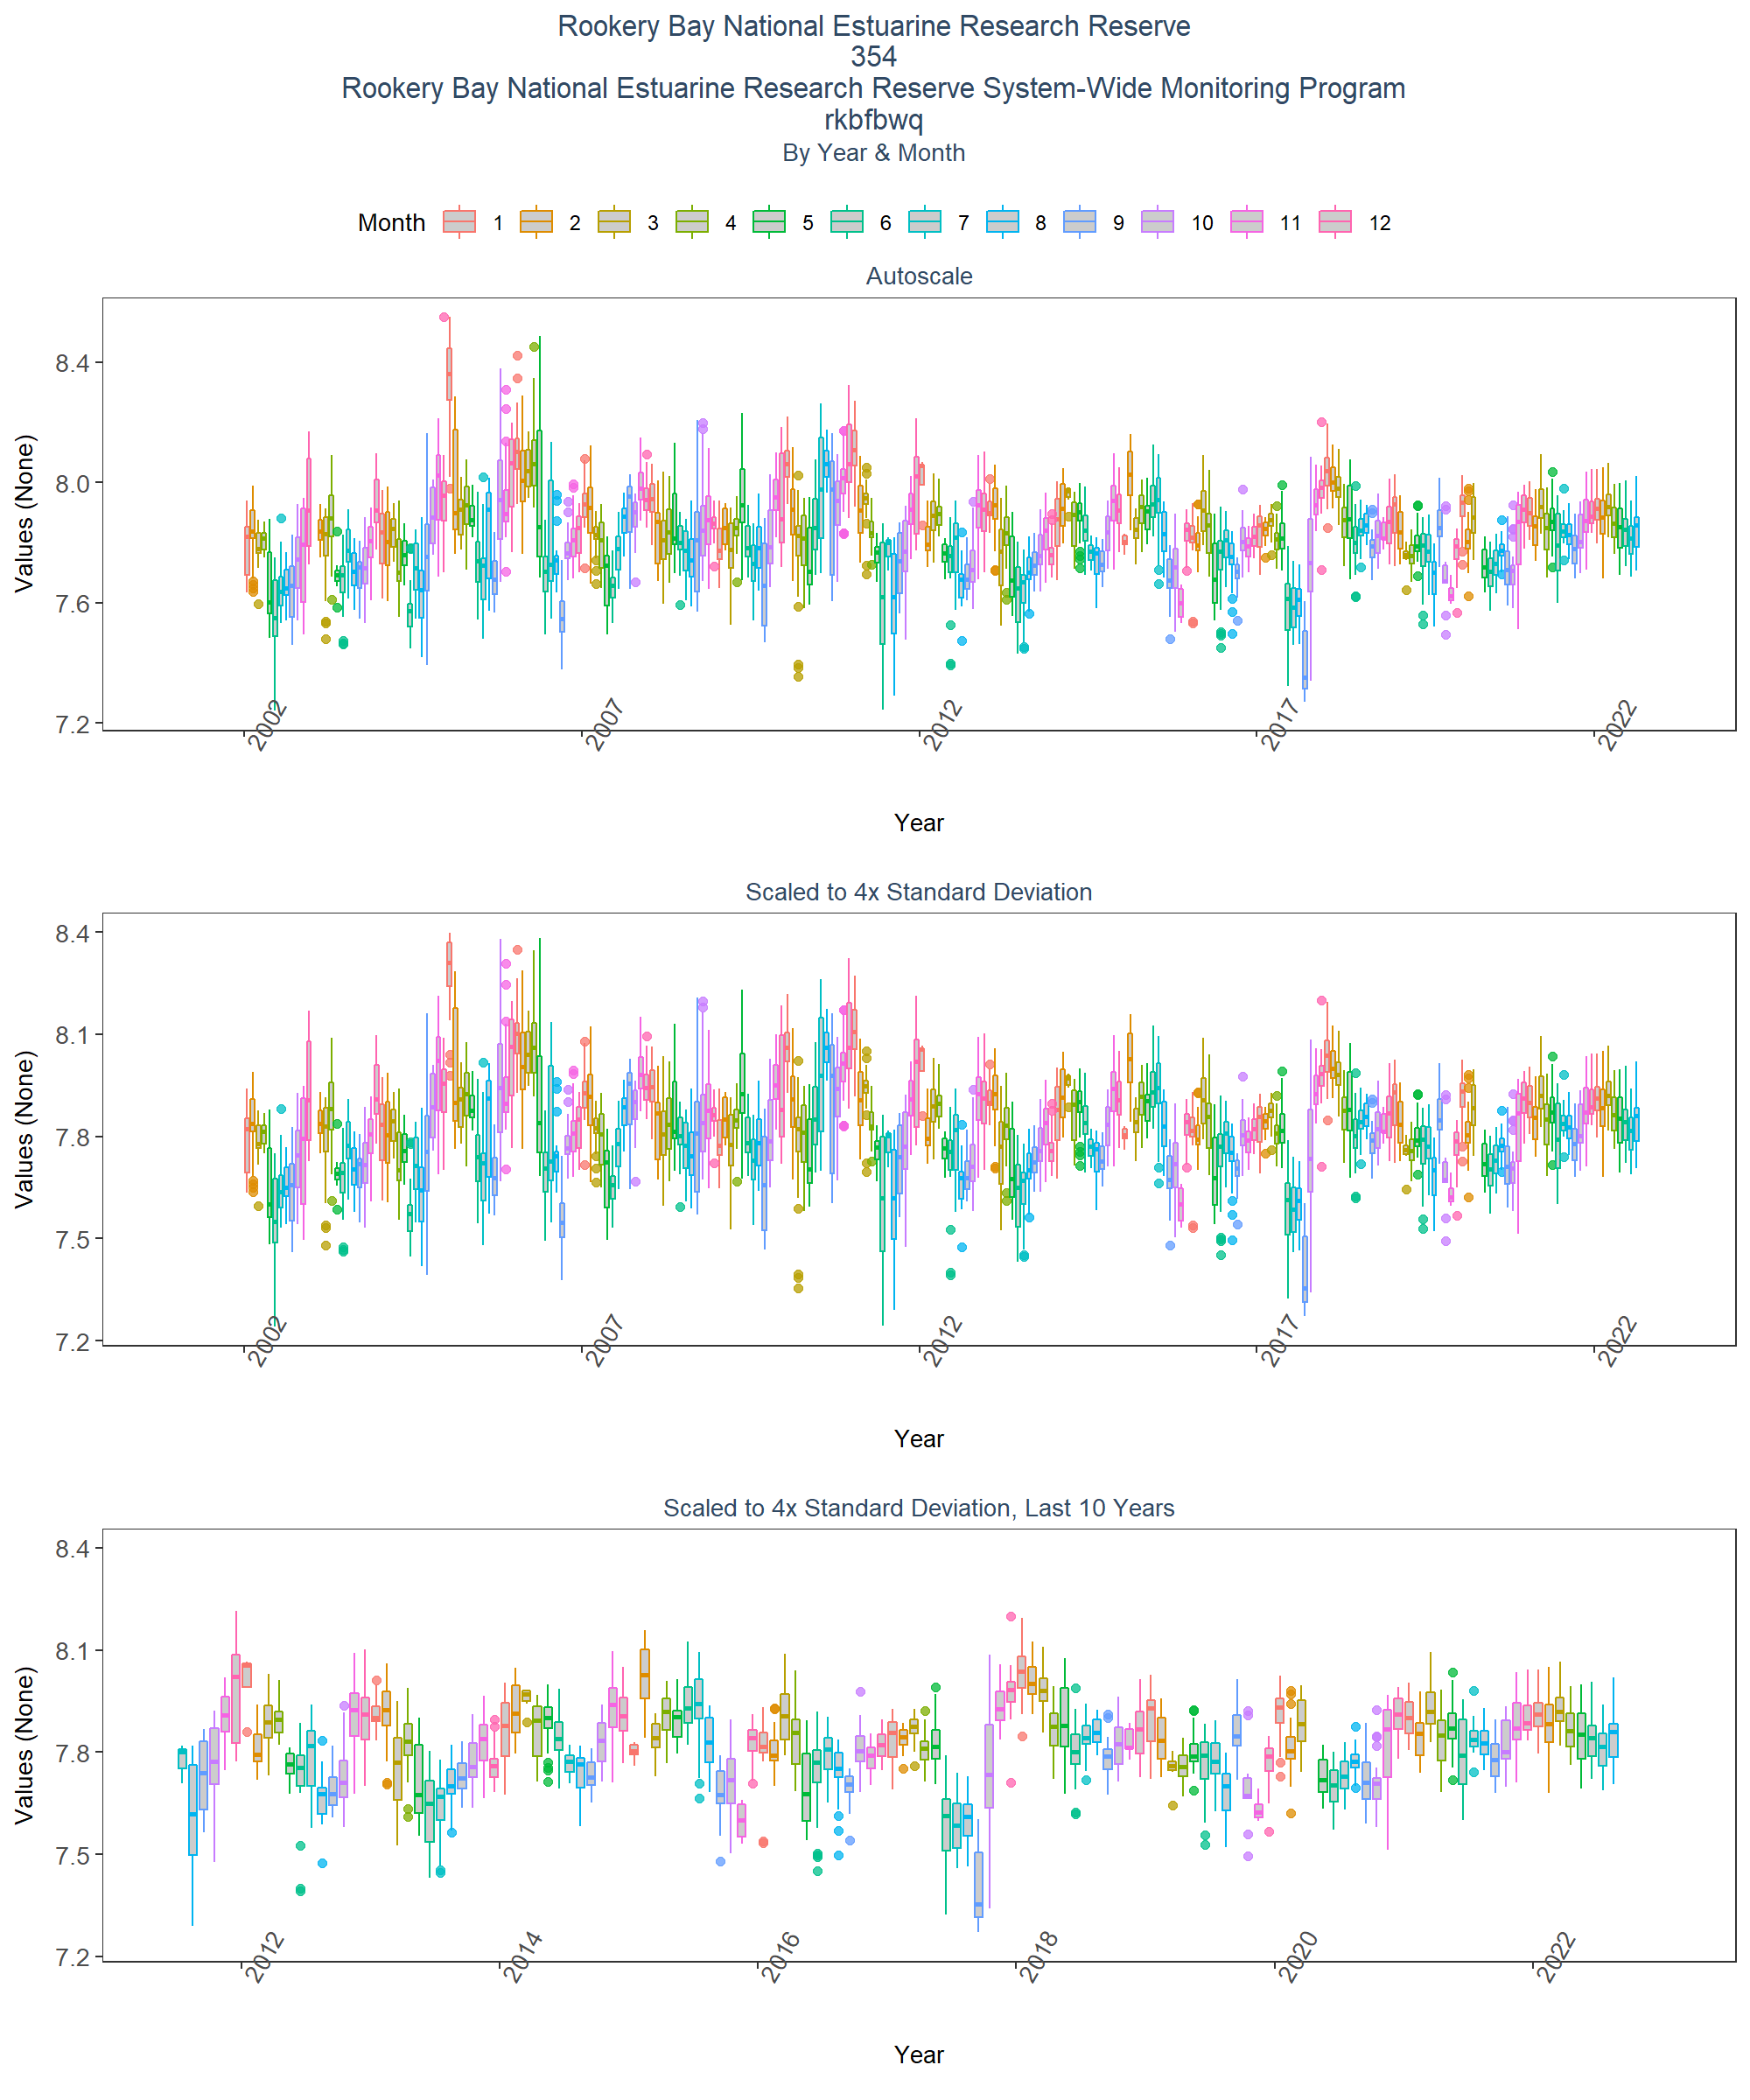 Rookery Bay National Estuarine Research Reserve
354
Rookery Bay National Estuarine Research Reserve System-Wide Monitoring Program
rkbfbwq
By Year & Month
Month 1 2 3 4 5 6 7 8 9 10 11 12
Autoscale
Values (None)
8.4
8.0
7.6
7.2
2002 2007 2012 2017 2022
Year
Scaled to 4x Standard Deviation
Values (None)
8.4
8.1
7.8
7.5
7.2
2002 2007 2012 2017 2022
Year
Scaled to 4x Standard Deviation, Last 10 Years
Values (None)
8.4
8.1
7.8
7.5
7.2
2012 2014 2016 2018 2020 2022
Year